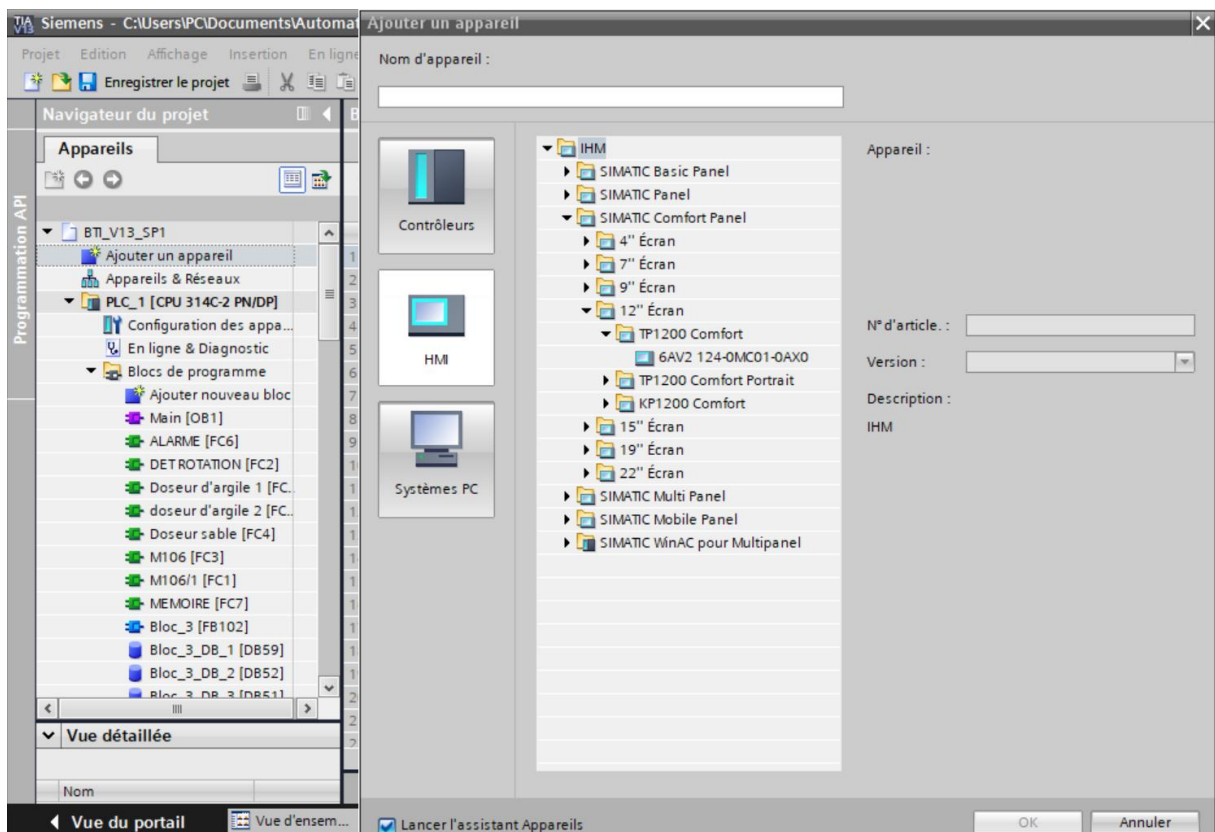 Siemens - C:\Users\PC\Documents\Automat
Projet Edition Affichage Insertion En ligne
Enregistrer le projet
Navigateur du projet
Appareils
Programmation API
BTI_V13_SP1
Ajouter un appareil
Appareils & Réseaux
PLC_1 [CPU 314C-2 PN/DP]
Configuration des appa...
En ligne & Diagnostic
Blocs de programme
Ajouter nouveau bloc
Main [OB1]
ALARME [FC6]
DET ROTATION [FC2]
Doseur d'argile 1 [FC..
doseur d'argile 2 [FC..
Doseur sable [FC4]
M106 [FC3]
M106/1 [FC1]
MEMOIRE [FC7]
Bloc_3 [FB102]
Bloc_3_DB_1 [DB59]
Bloc_3_DB_2 [DB52]
Bloc_3_DB_3 [DB51]
Vue détaillée
Nom
Vue du portail
Vue d'ensem...
Ajouter un appareil
Nom d'appareil :
Contrôleurs
HMI
Systèmes PC
IHM
SIMATIC Basic Panel
SIMATIC Panel
SIMATIC Comfort Panel
4'' Écran
7'' Écran
9'' Écran
12'' Écran
TP1200 Comfort
6AV2 124-0MC01-0AX0
TP1200 Comfort Portrait
KP1200 Comfort
15'' Écran
19'' Écran
22'' Écran
SIMATIC Multi Panel
SIMATIC Mobile Panel
SIMATIC WinAC pour Multipanel
Appareil :
N° d'article. :
Version :
Description :
IHM
Lancer l'assistant Appareils
OK
Annuler